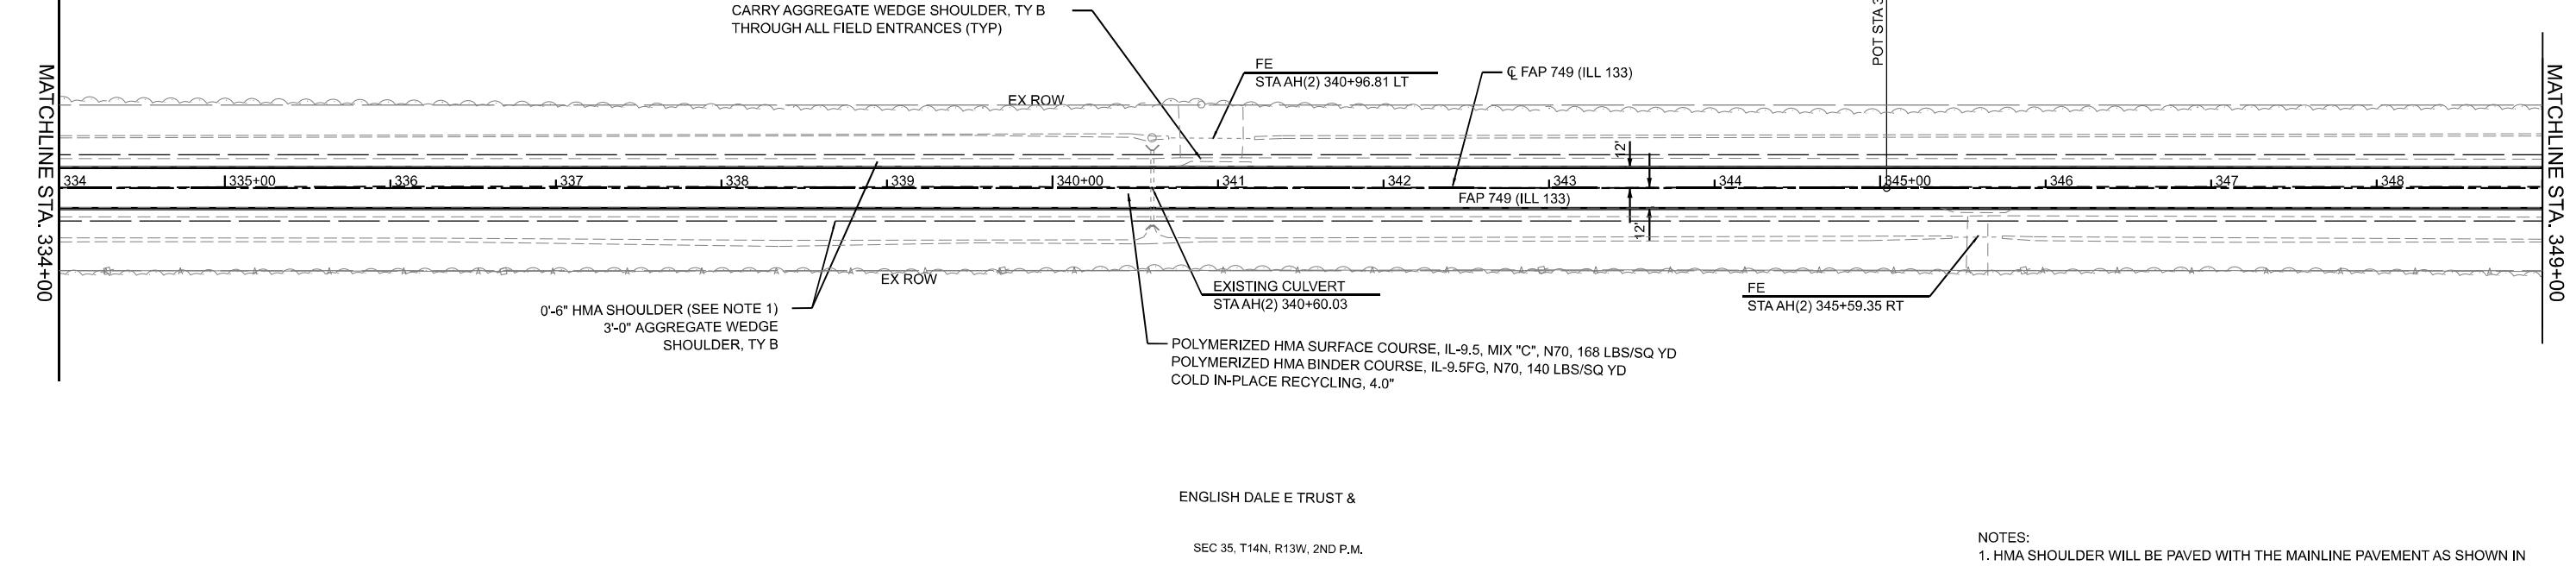 CARRY AGGREGATE WEDGE SHOULDER, TY B
THROUGH ALL FIELD ENTRANCES (TYP)
POT STA 3
MATCHLINE STA. 334+00
FE
STA AH(2) 340+96.81 LT
℄ FAP 749 (ILL 133)
MATCHLINE STA. 349+00
EX ROW
12'
334 335+00 336 337 338 339 340+00 341 342 343 344 345+00 346 347 348
FAP 749 (ILL 133)
12'
EX ROW
EXISTING CULVERT
STA AH(2) 340+60.03
FE
STA AH(2) 345+59.35 RT
0'-6" HMA SHOULDER (SEE NOTE 1)
3'-0" AGGREGATE WEDGE
SHOULDER, TY B
POLYMERIZED HMA SURFACE COURSE, IL-9.5, MIX "C", N70, 168 LBS/SQ YD
POLYMERIZED HMA BINDER COURSE, IL-9.5FG, N70, 140 LBS/SQ YD
COLD IN-PLACE RECYCLING, 4.0"
ENGLISH DALE E TRUST &
SEC 35, T14N, R13W, 2ND P.M.
NOTES:
1. HMA SHOULDER WILL BE PAVED WITH THE MAINLINE PAVEMENT AS SHOWN IN